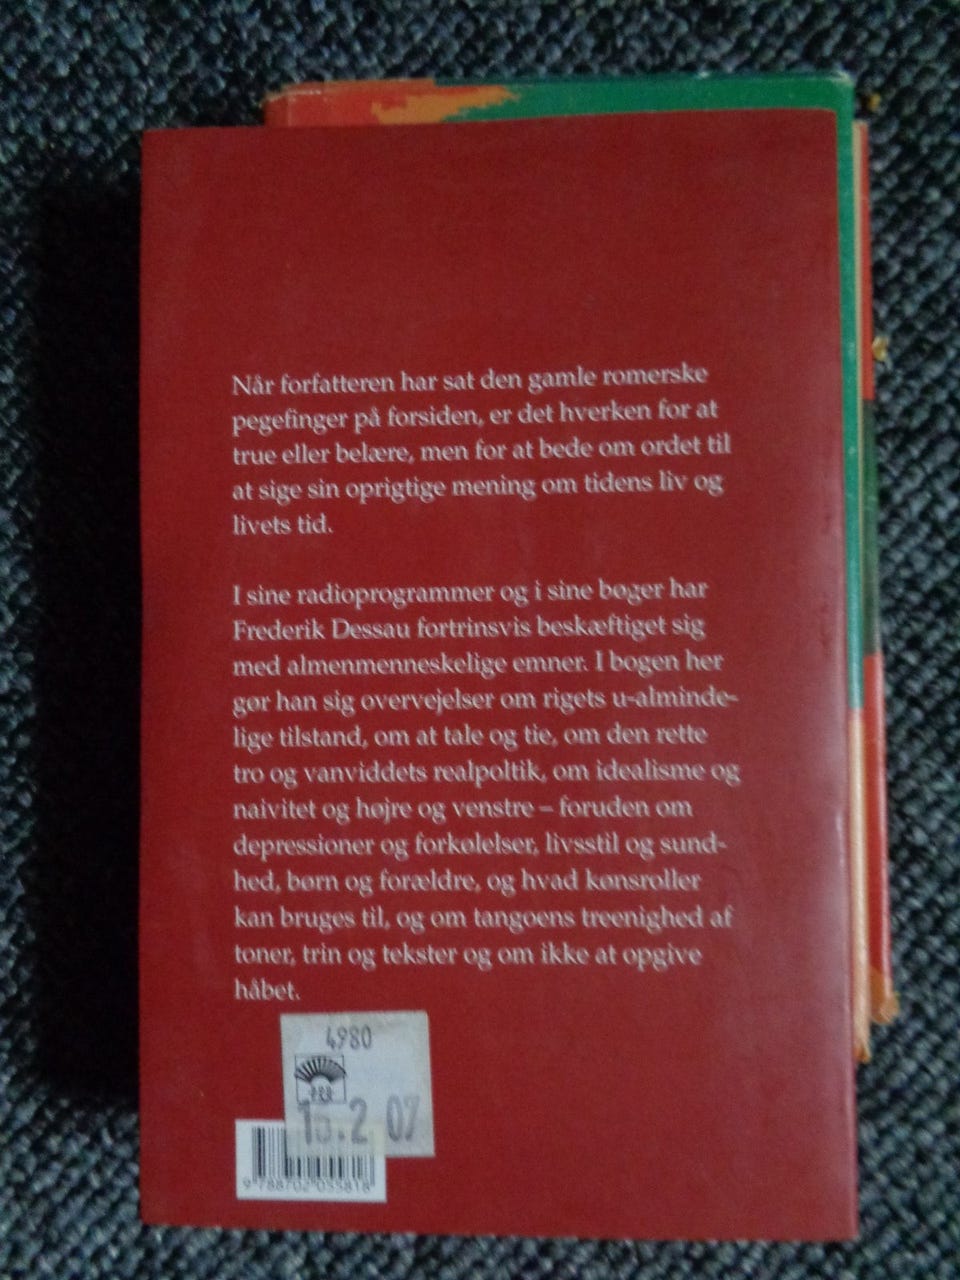 Når forfatteren har sat den gamle romerske
pegefinger på forsiden, er det hverken for at
true eller belære, men for at bede om ordet til
at sige sin oprigtige mening om tidens liv og
livets tid.
I sine radioprogrammer og i sine bøger har
Frederik Dessau fortrinsvis beskæftiget sig
med almenmenneskelige emner. I bogen her
gør han sig overvejelser om rigets u-alminde-
lige tilstand, om at tale og tie, om den rette
tro og vanviddets realpoltik, om idealisme og
naivitet og højre og venstre – foruden om
depressioner og forkølelser, livsstil og sund-
hed, børn og forældre, og hvad kønsroller
kan bruges til, og om tangoens treenighed af
toner, trin og tekster og om ikke at opgive
håbet.
4980
2 07